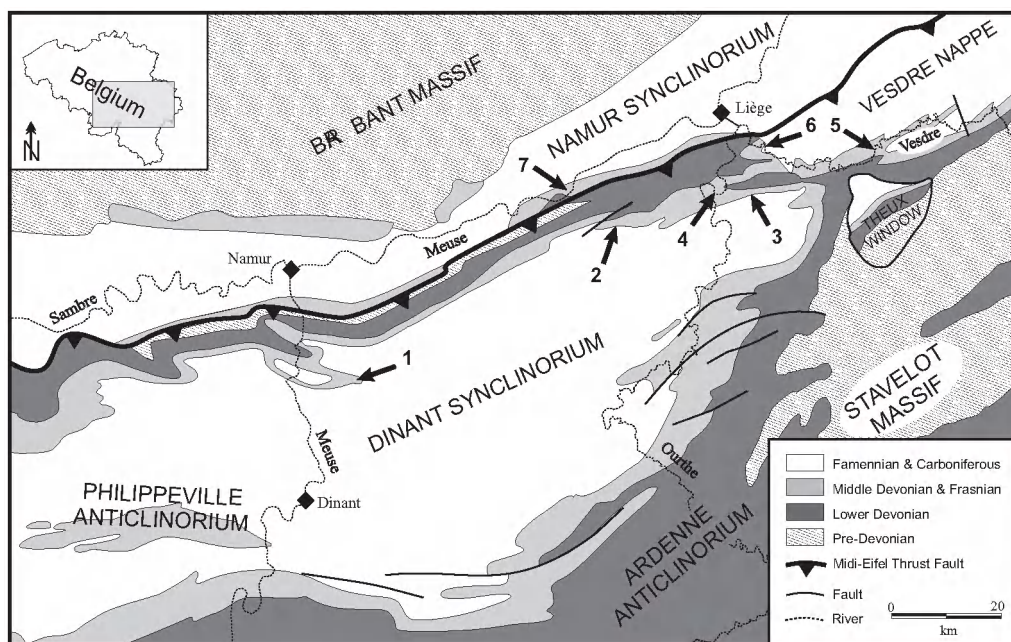 Belgium
N
BR BANT MASSIF
NAMUR SYNCLINORIUM
VESDRE NAPPE
Liège
6
5
Vesdre
7
THEUX
WINDOW
4
3
2
Meuse
Namur
Sambre
1
DINANT SYNCLINORIUM
STAVELOT
MASSIF
Meuse
Ourthe
PHILIPPEVILLE
ANTICLINORIUM
Dinant
ARDENNE
ANTICLINORIUM
Famennian & Carboniferous
Middle Devonian & Frasnian
Lower Devonian
Pre-Devonian
Midi-Eifel Thrust Fault
Fault
River
0 20
km